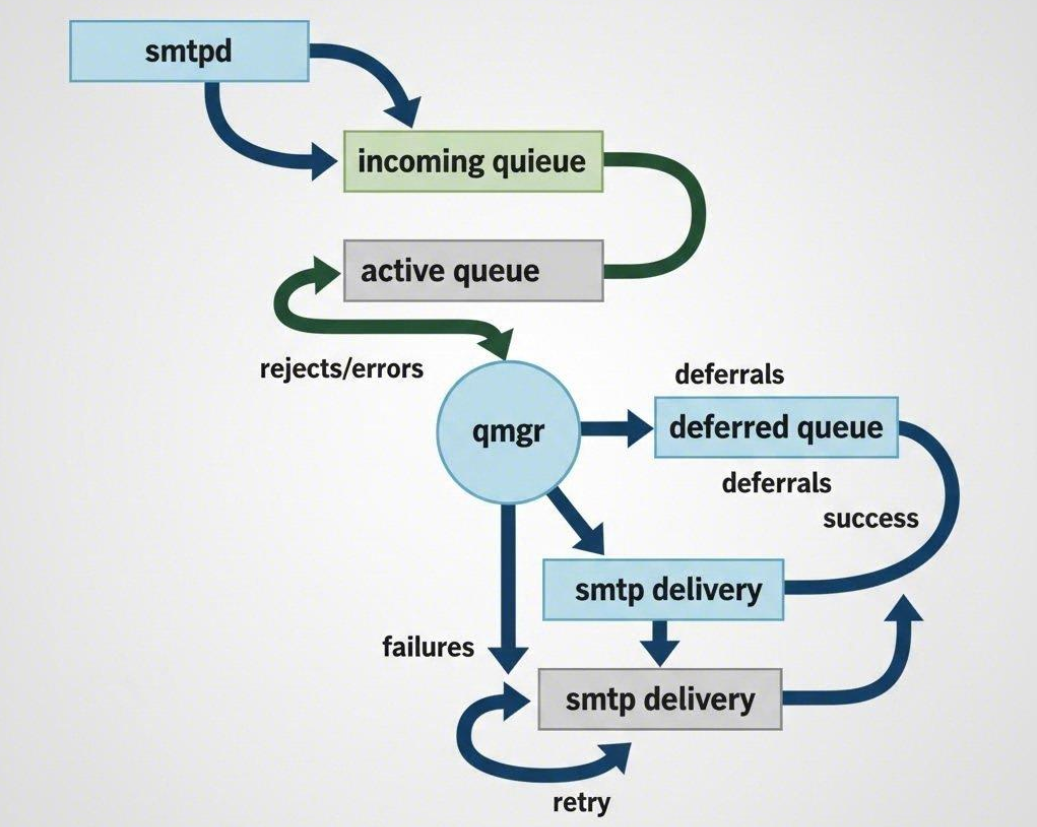 smtpd
incoming quieue
active queue
rejects/errors
deferrals
qmgr
deferred queue
deferrals
success
smtp delivery
failures
smtp delivery
retry